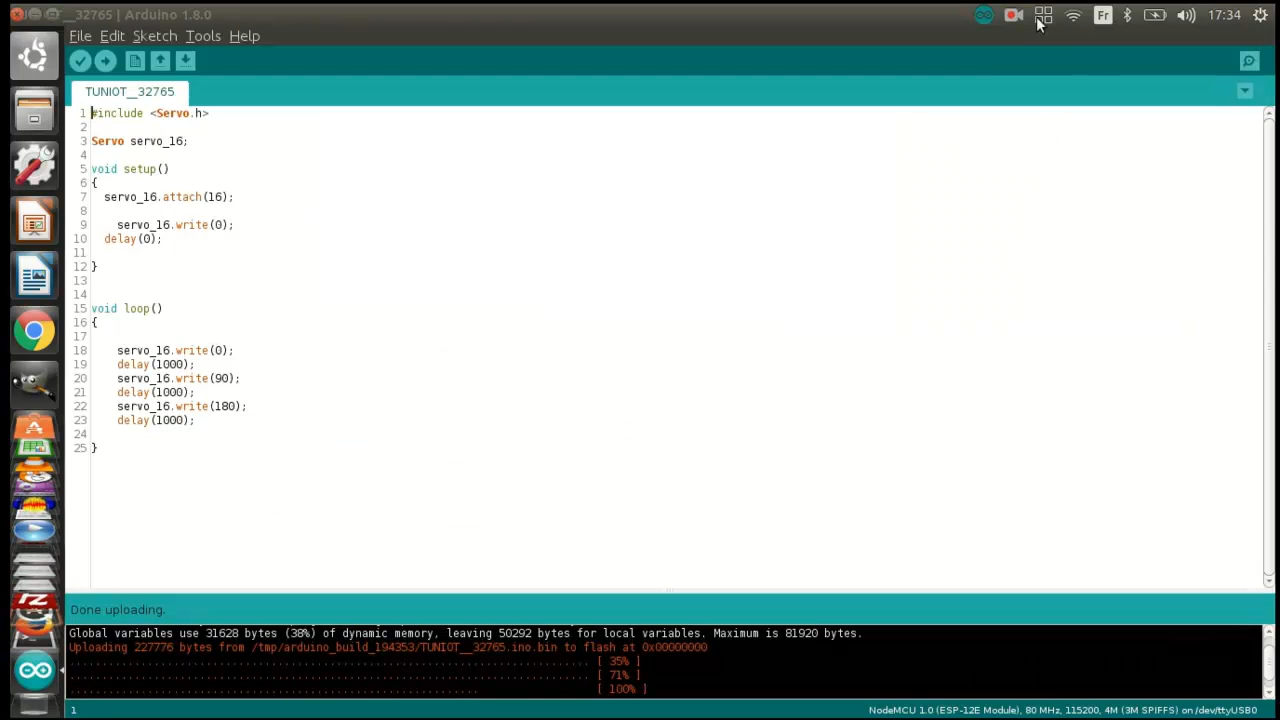 __32765 | Arduino 1.8.0
Fr
17:34
File Edit Sketch Tools Help
TUNIOT__32765
1 #include <Servo.h>
2
3 Servo servo_16;
4
5 void setup()
6 {
7 servo_16.attach(16);
8
9 servo_16.write(0);
10 delay(0);
11
12 }
13
14
15 void loop()
16 {
17
18 servo_16.write(0);
19 delay(1000);
20 servo_16.write(90);
21 delay(1000);
22 servo_16.write(180);
23 delay(1000);
24
25 }
Done uploading.
Global variables use 31628 bytes (38%) of dynamic memory, leaving 50292 bytes for local variables. Maximum is 81920 bytes.
Uploading 227776 bytes from /tmp/arduino_build_194353/TUNIOT__32765.ino.bin to flash at 0x00000000
................................................................................ [ 35% ]
................................................................................ [ 71% ]
............................................................... [ 100% ]
1
NodeMCU 1.0 (ESP-12E Module), 80 MHz, 115200, 4M (3M SPIFFS) on /dev/ttyUSB0